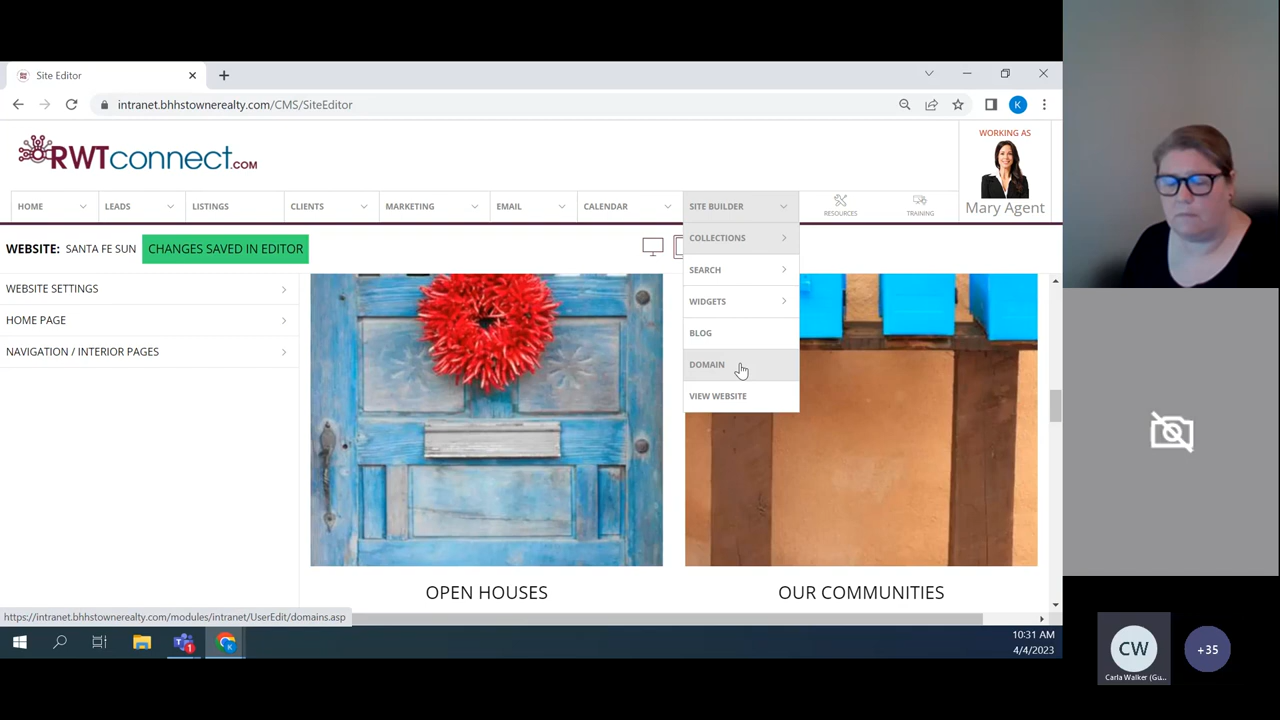 Site Editor
intranet.bhhstownerealty.com/CMS/SiteEditor
K
RWTconnect.COM
WORKING AS
Mary Agent
HOME
LEADS
LISTINGS
CLIENTS
MARKETING
EMAIL
CALENDAR
SITE BUILDER
RESOURCES
TRAINING
WEBSITE: SANTA FE SUN
CHANGES SAVED IN EDITOR
COLLECTIONS
SEARCH
WIDGETS
BLOG
DOMAIN
VIEW WEBSITE
WEBSITE SETTINGS
HOME PAGE
NAVIGATION / INTERIOR PAGES
OPEN HOUSES
OUR COMMUNITIES
https://intranet.bhhstownerealty.com/modules/intranet/UserEdit/domains.asp
1
K
10:31 AM
4/4/2023
CW
Carla Walker (Gu...
+35